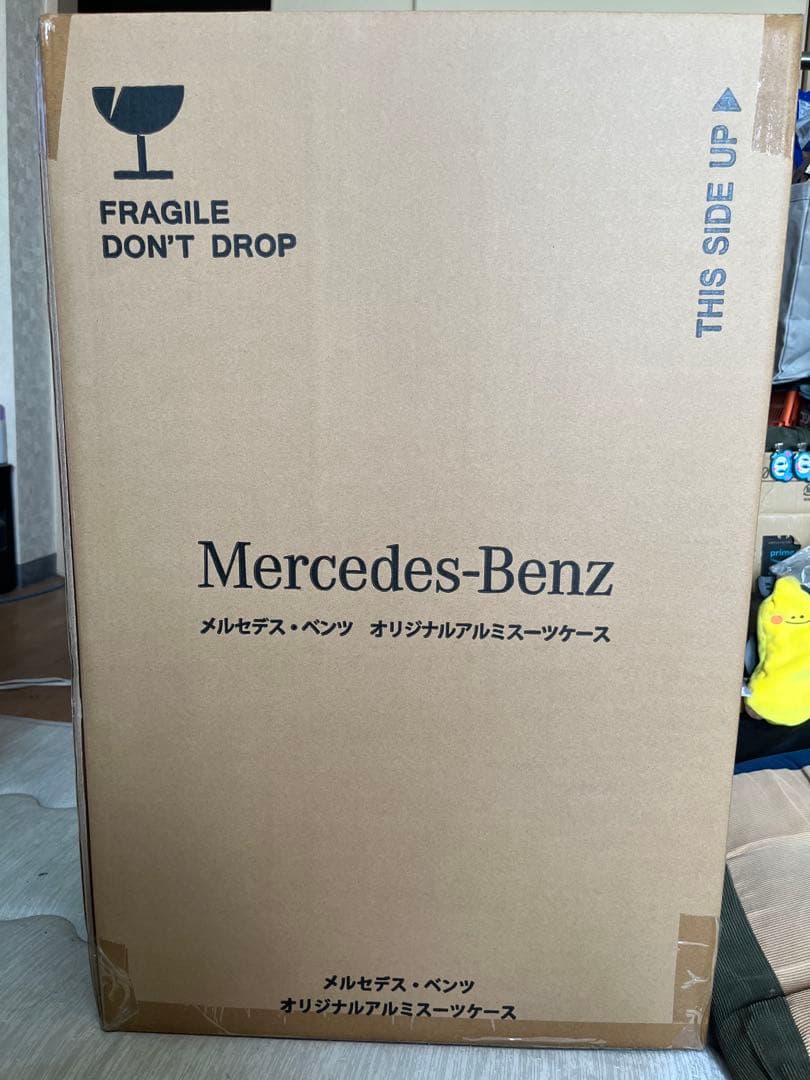 FRAGILE
DON'T DROP
THIS SIDE UP
Mercedes-Benz
メルセデス・ベンツ オリジナルアルミスーツケース
prime
メルセデス・ベンツ
オリジナルアルミスーツケース